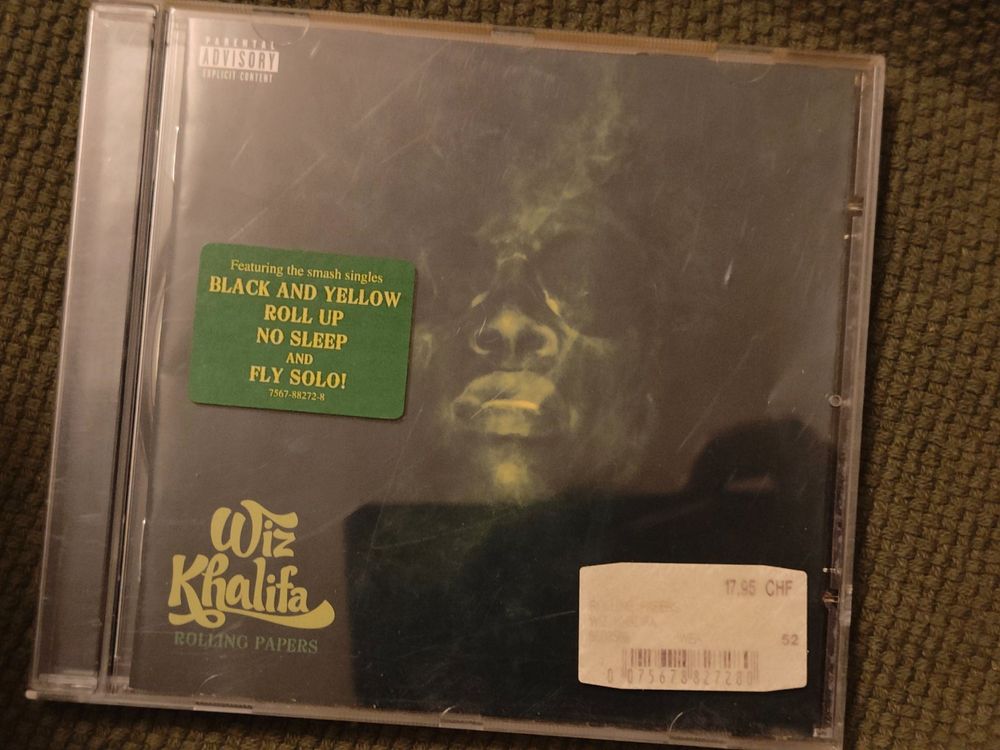 PARENTAL
ADVISORY
EXPLICIT CONTENT
Featuring the smash singles
BLACK AND YELLOW
ROLL UP
NO SLEEP
AND
FLY SOLO!
7567-88272-8
Wiz
Khalifa
ROLLING PAPERS
17.95 CHF
ROLLING PAPERS
WIZ KHALIFA
WEA 52
0 075678 827280